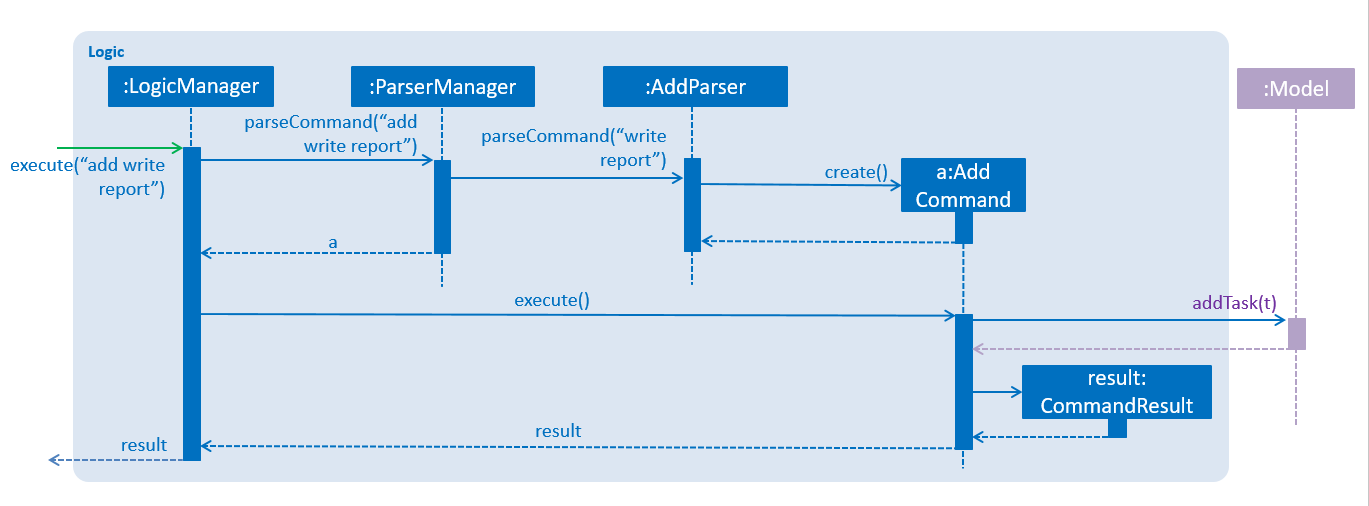 Logic
:LogicManager
:ParserManager
:AddParser
:Model
parseCommand(“add
write report”)
parseCommand(“write
report”)
execute(“add write
report”)
create()
a:Add
Command
a
execute()
addTask(t)
result:
CommandResult
result
result